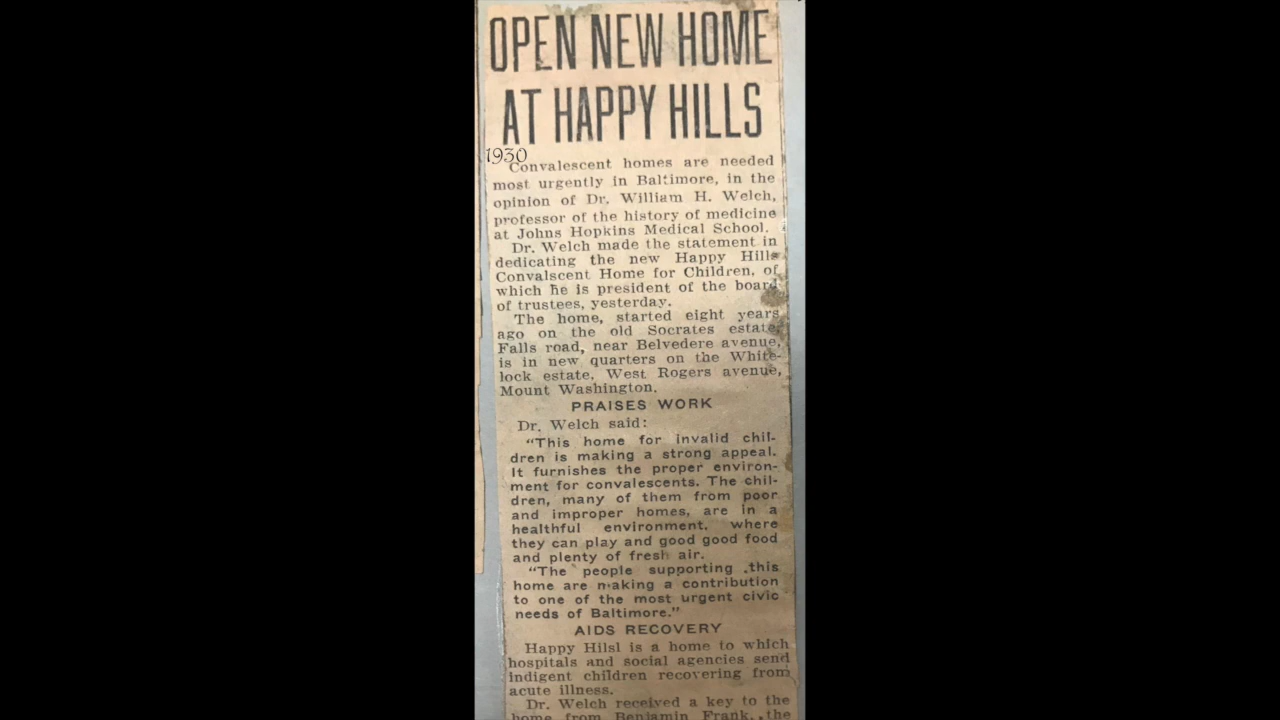 OPEN NEW HOME
AT HAPPY HILLS
1930
Convalescent homes are needed
most urgently in Baltimore, in the
opinion of Dr. William H. Welch,
professor of the history of medicine
at Johns Hopkins Medical School.
Dr. Welch made the statement in
dedicating the new Happy Hills
Convalscent Home for Children, of
which he is president of the board
of trustees, yesterday.
The home, started eight years
ago on the old Socrates estate,
Falls road, near Belvedere avenue,
is in new quarters on the White-
lock estate, West Rogers avenue,
Mount Washington.
PRAISES WORK
Dr. Welch said:
"This home for invalid chil-
dren is making a strong appeal.
It furnishes the proper environ-
ment for convalescents. The chil-
dren, many of them from poor
and improper homes, are in a
healthful environment, where
they can play and good good food
and plenty of fresh air.
"The people supporting this
home are making a contribution
to one of the most urgent civic
needs of Baltimore."
AIDS RECOVERY
Happy Hilsl is a home to which
hospitals and social agencies send
indigent children recovering from
acute illness.
Dr. Welch received a key to the
home from Benjamin Frank, the